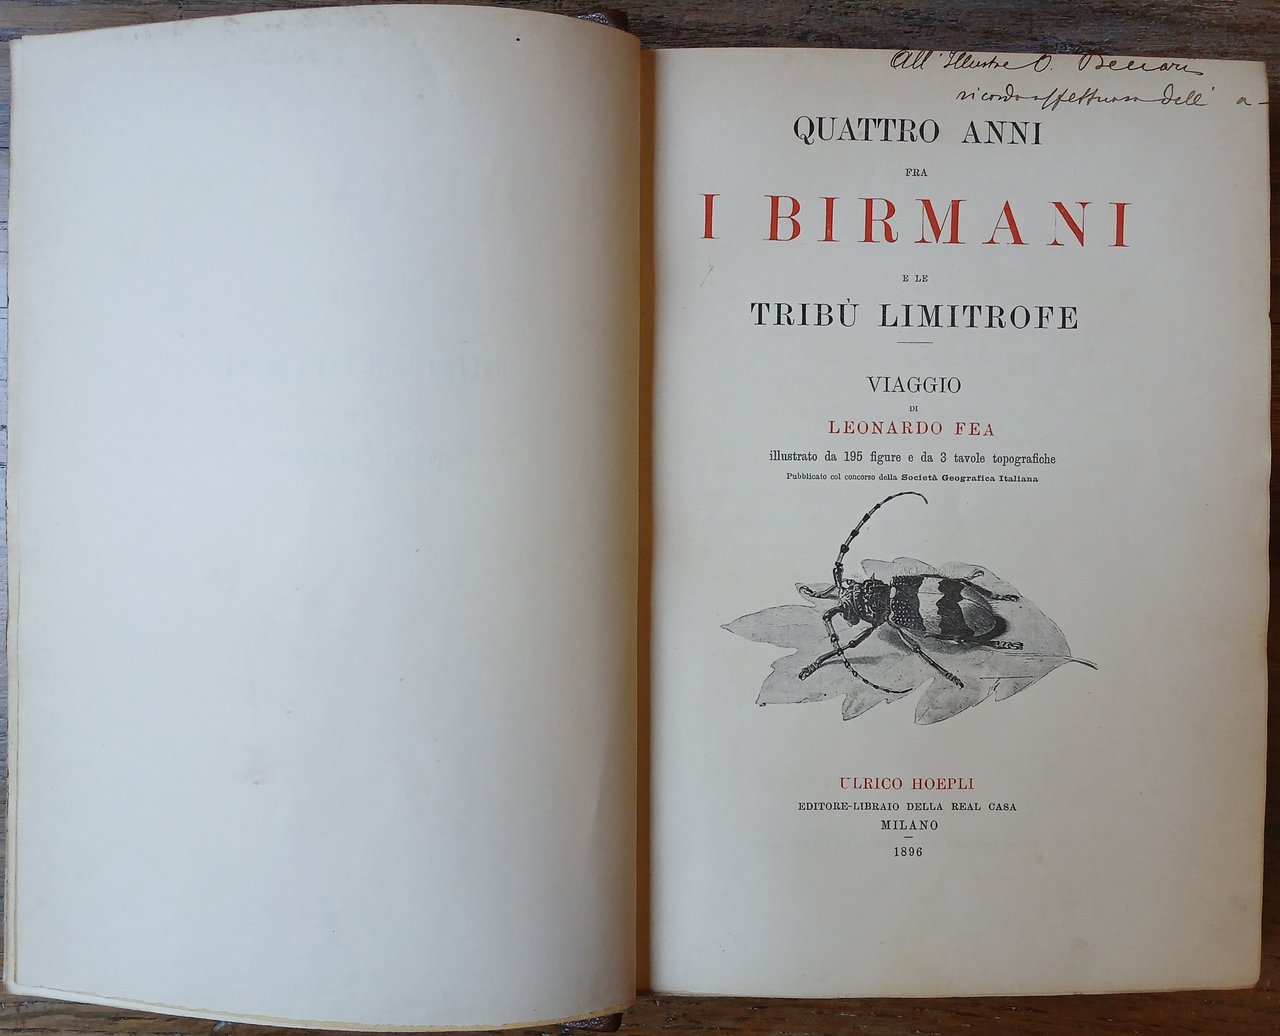 All'Illustre O. Beccari
ricordo affettuoso dell' a-
QUATTRO ANNI
FRA
I BIRMANI
E LE
TRIBÙ LIMITROFE
VIAGGIO
DI
LEONARDO FEA
illustrato da 195 figure e da 3 tavole topografiche
Pubblicato col concorso della Società Geografica Italiana
ULRICO HOEPLI
EDITORE-LIBRAIO DELLA REAL CASA
MILANO
1896